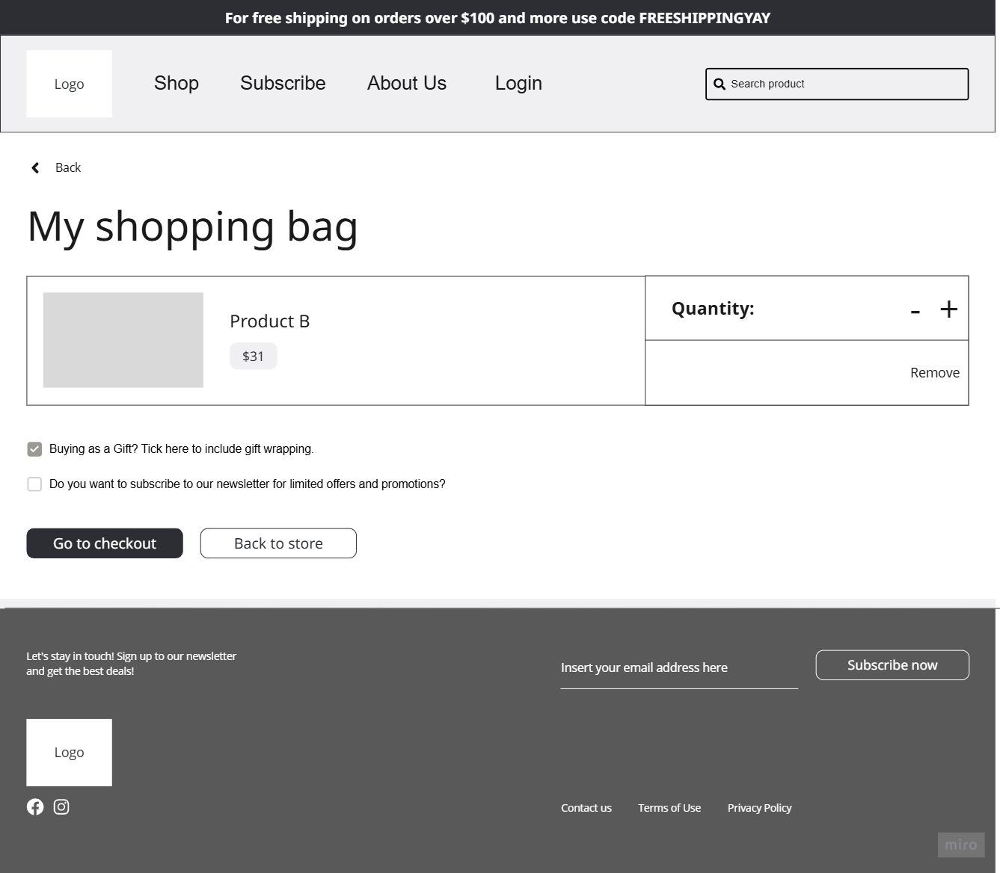 For free shipping on orders over $100 and more use code FREESHIPPINGYAY
Logo
Shop
Subscribe
About Us
Login
Search product
Back
My shopping bag
Product B
$31
Quantity:
-
+
Remove
Buying as a Gift? Tick here to include gift wrapping.
Do you want to subscribe to our newsletter for limited offers and promotions?
Go to checkout
Back to store
Let's stay in touch! Sign up to our newsletter
and get the best deals!
Insert your email address here
Subscribe now
Logo
Contact us
Terms of Use
Privacy Policy
miro